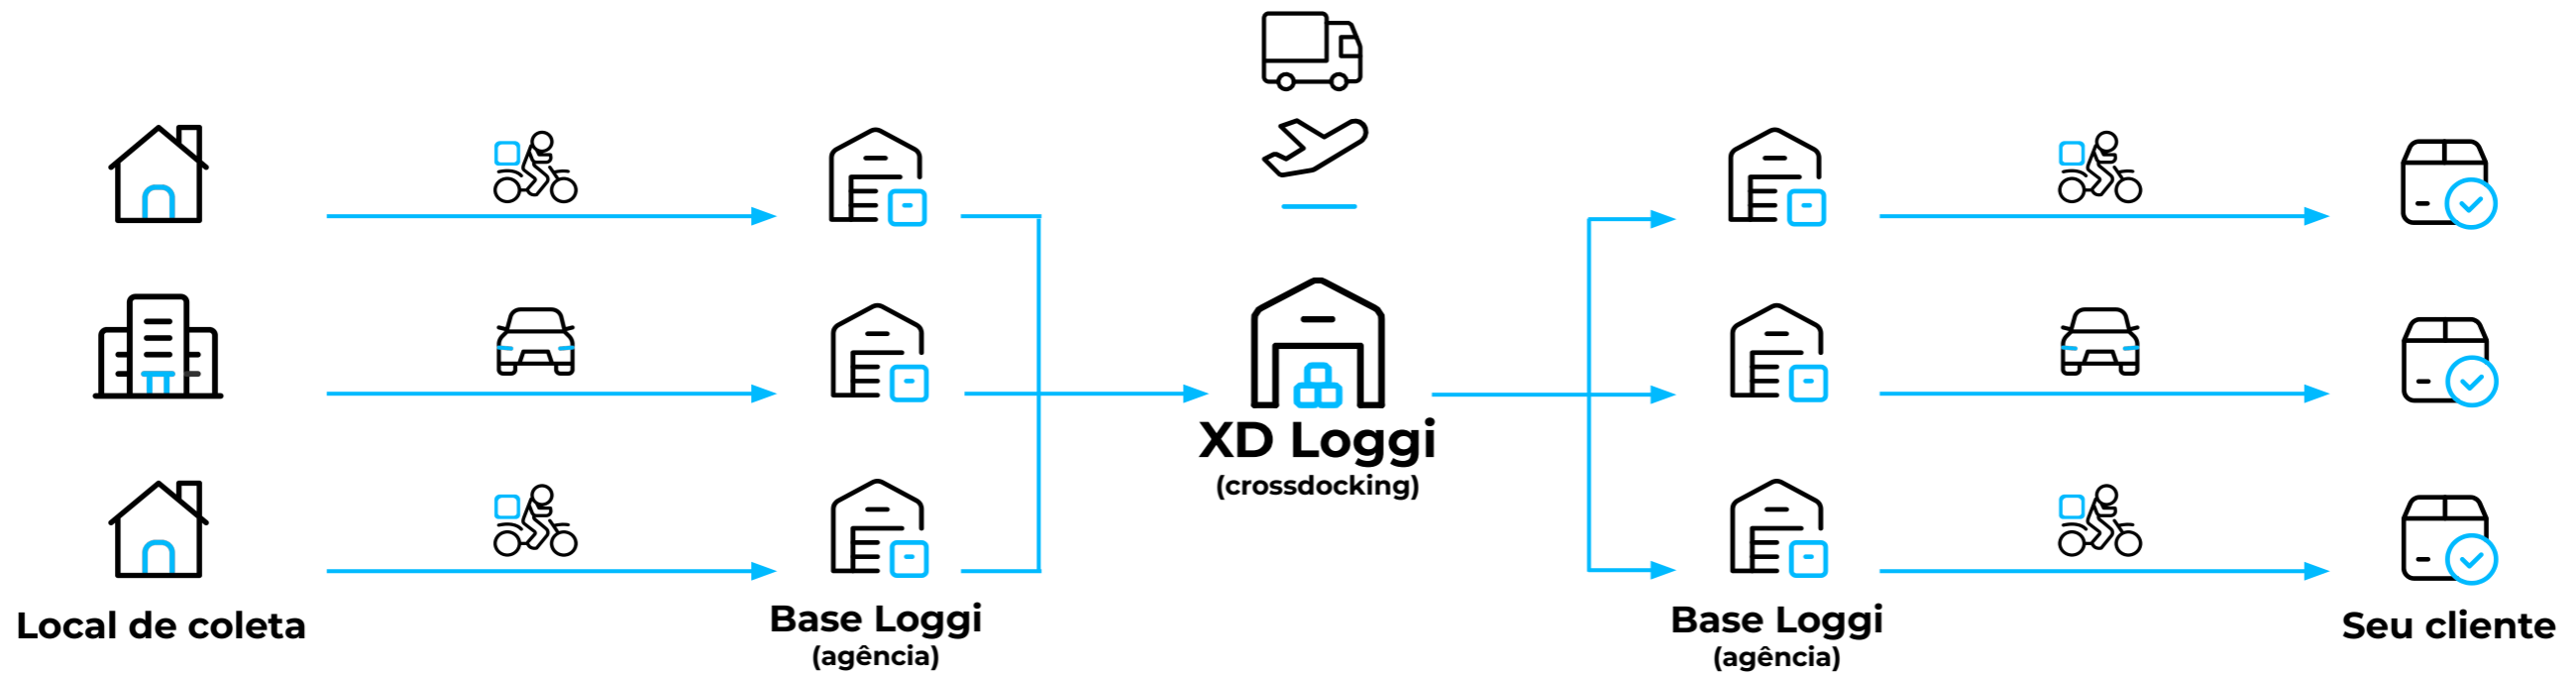 XD Loggi
(crossdocking)
Local de coleta
Base Loggi
(agência)
Base Loggi
(agência)
Seu cliente